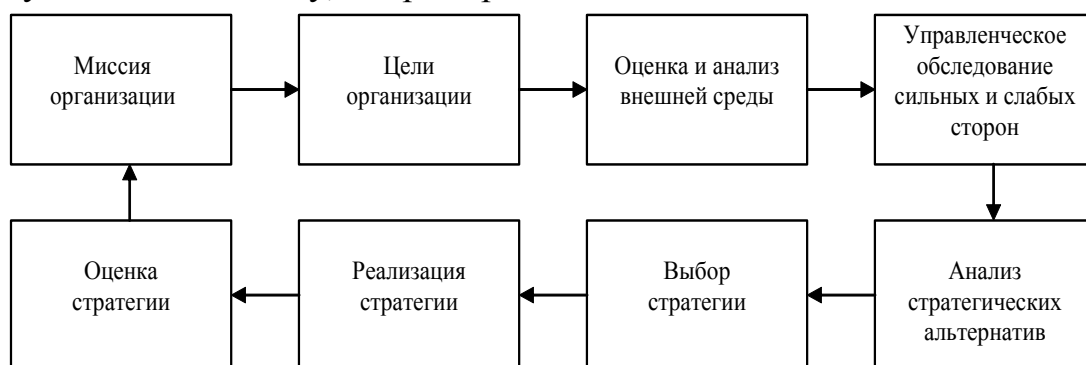 Миссия
организации
Цели
организации
Оценка и анализ
внешней среды
Управленческое
обследование
сильных и слабых
сторон
Оценка
стратегии
Реализация
стратегии
Выбор
стратегии
Анализ
стратегических
альтернатив